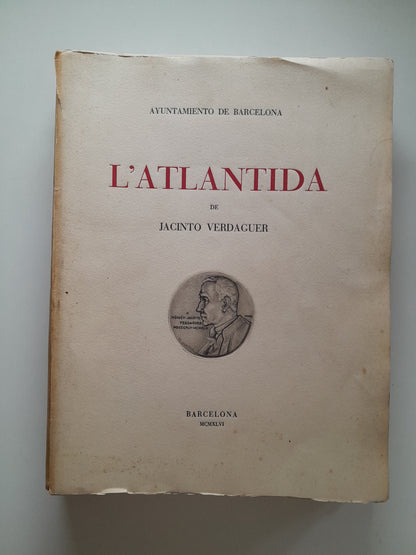 AYUNTAMIENTO DE BARCELONA
L'ATLANTIDA
DE
JACINTO VERDAGUER
BARCELONA
MCMXLVI